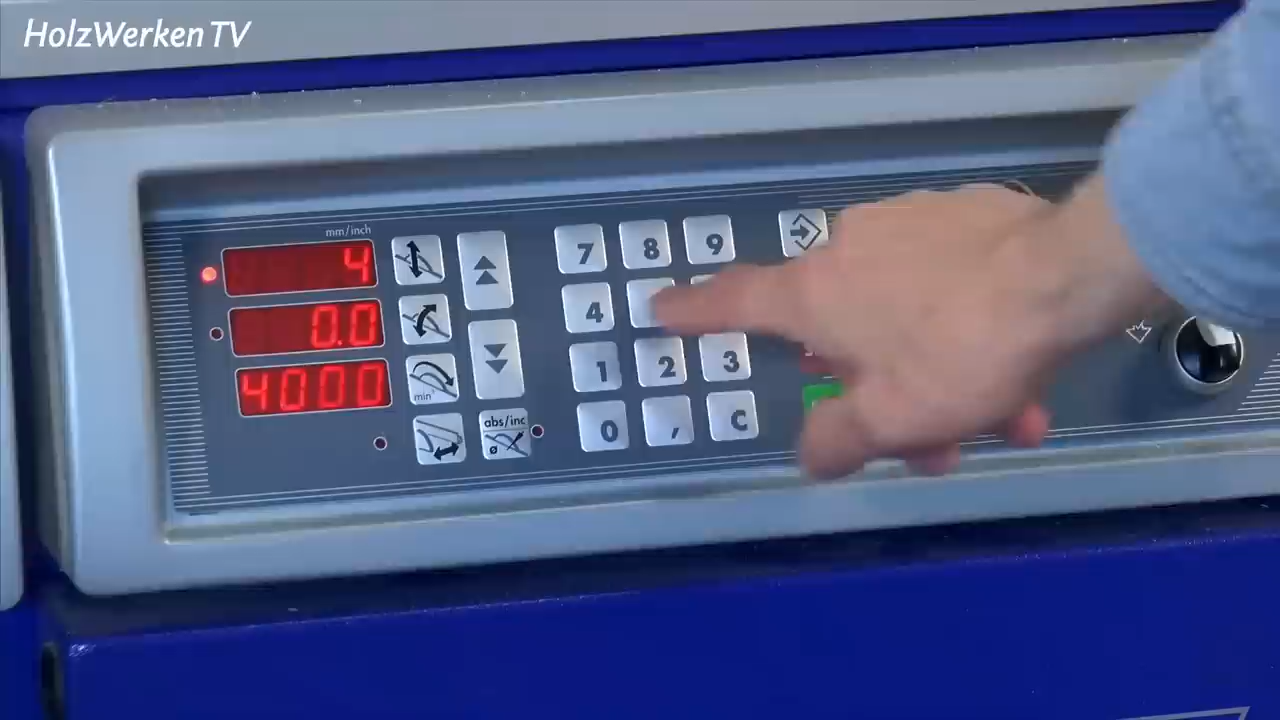 HolzWerken TV
mm/inch
4
0.0
4000
min⁻¹
abs/inc
ø
7 8 9
4
1 2 3
0 , C